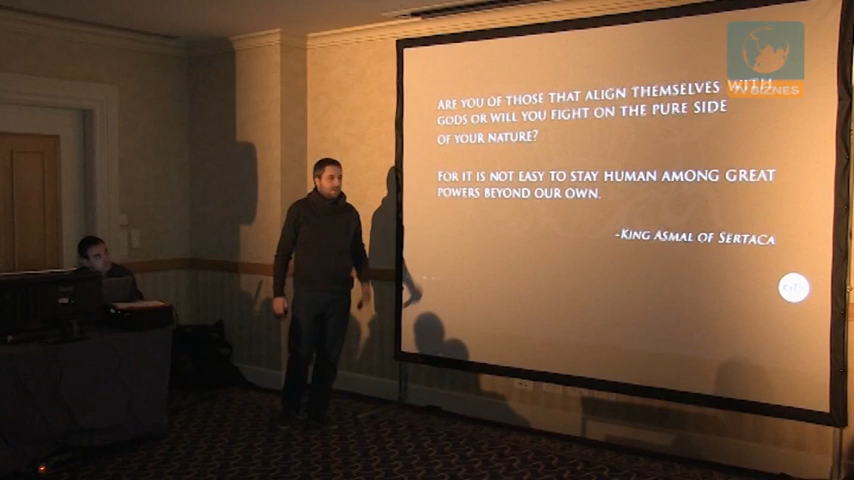 ARE YOU OF THOSE THAT ALIGN THEMSELVES WITH
GODS OR WILL YOU FIGHT ON THE PURE SIDE
OF YOUR NATURE?
FOR IT IS NOT EASY TO STAY HUMAN AMONG GREAT
POWERS BEYOND OUR OWN.
-KING ASMAL OF SERTACA
TV BIZNES